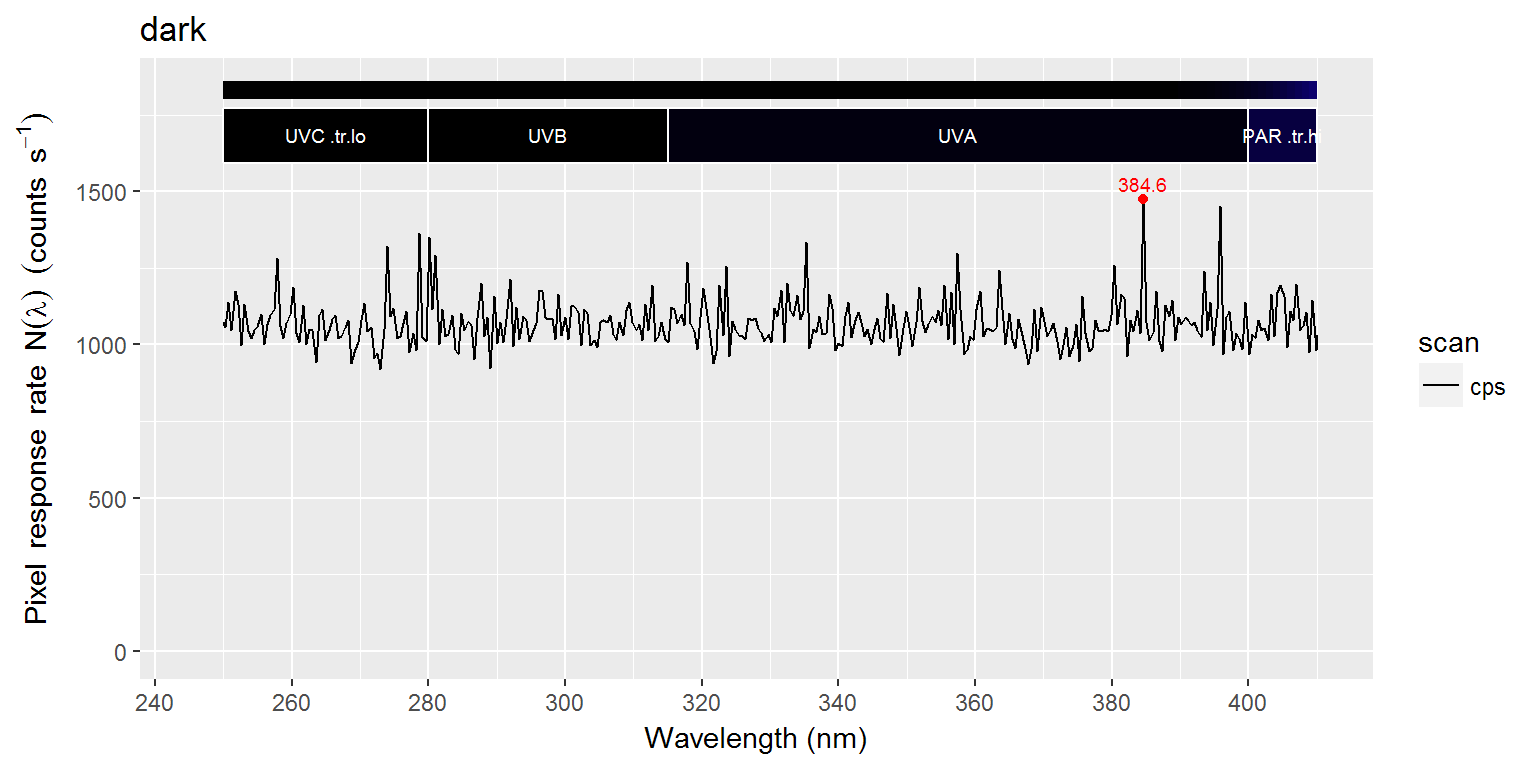 dark
UVC .tr.lo UVB UVA PAR .tr.hi
384.6
1500
1000
500
0
240 260 280 300 320 340 360 380 400
Wavelength (nm)
Pixel response rate N(λ) (counts s⁻¹)
scan
cps